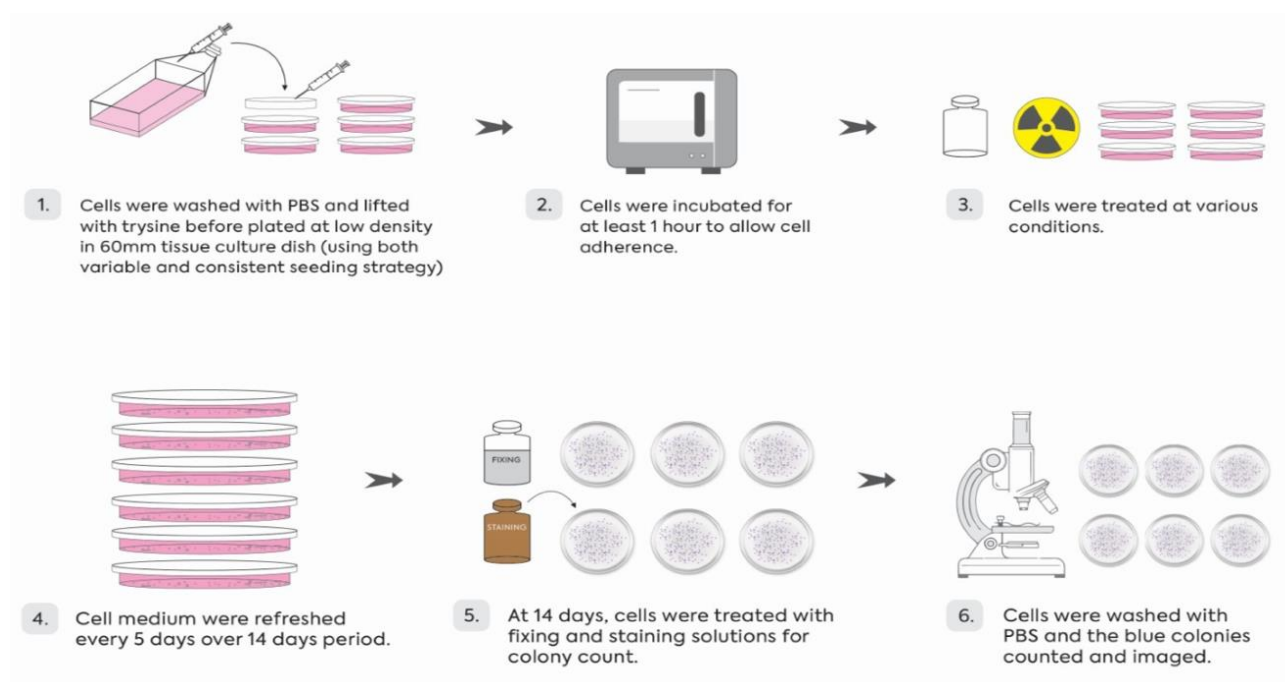 1.
Cells were washed with PBS and lifted
with trysine before plated at low density
in 60mm tissue culture dish (using both
variable and consistent seeding strategy)
2.
Cells were incubated for
at least 1 hour to allow cell
adherence.
3.
Cells were treated at various
conditions.
4.
Cell medium were refreshed
every 5 days over 14 days period.
FIXING
STAINING
5.
At 14 days, cells were treated with
fixing and staining solutions for
colony count.
6.
Cells were washed with
PBS and the blue colonies
counted and imaged.